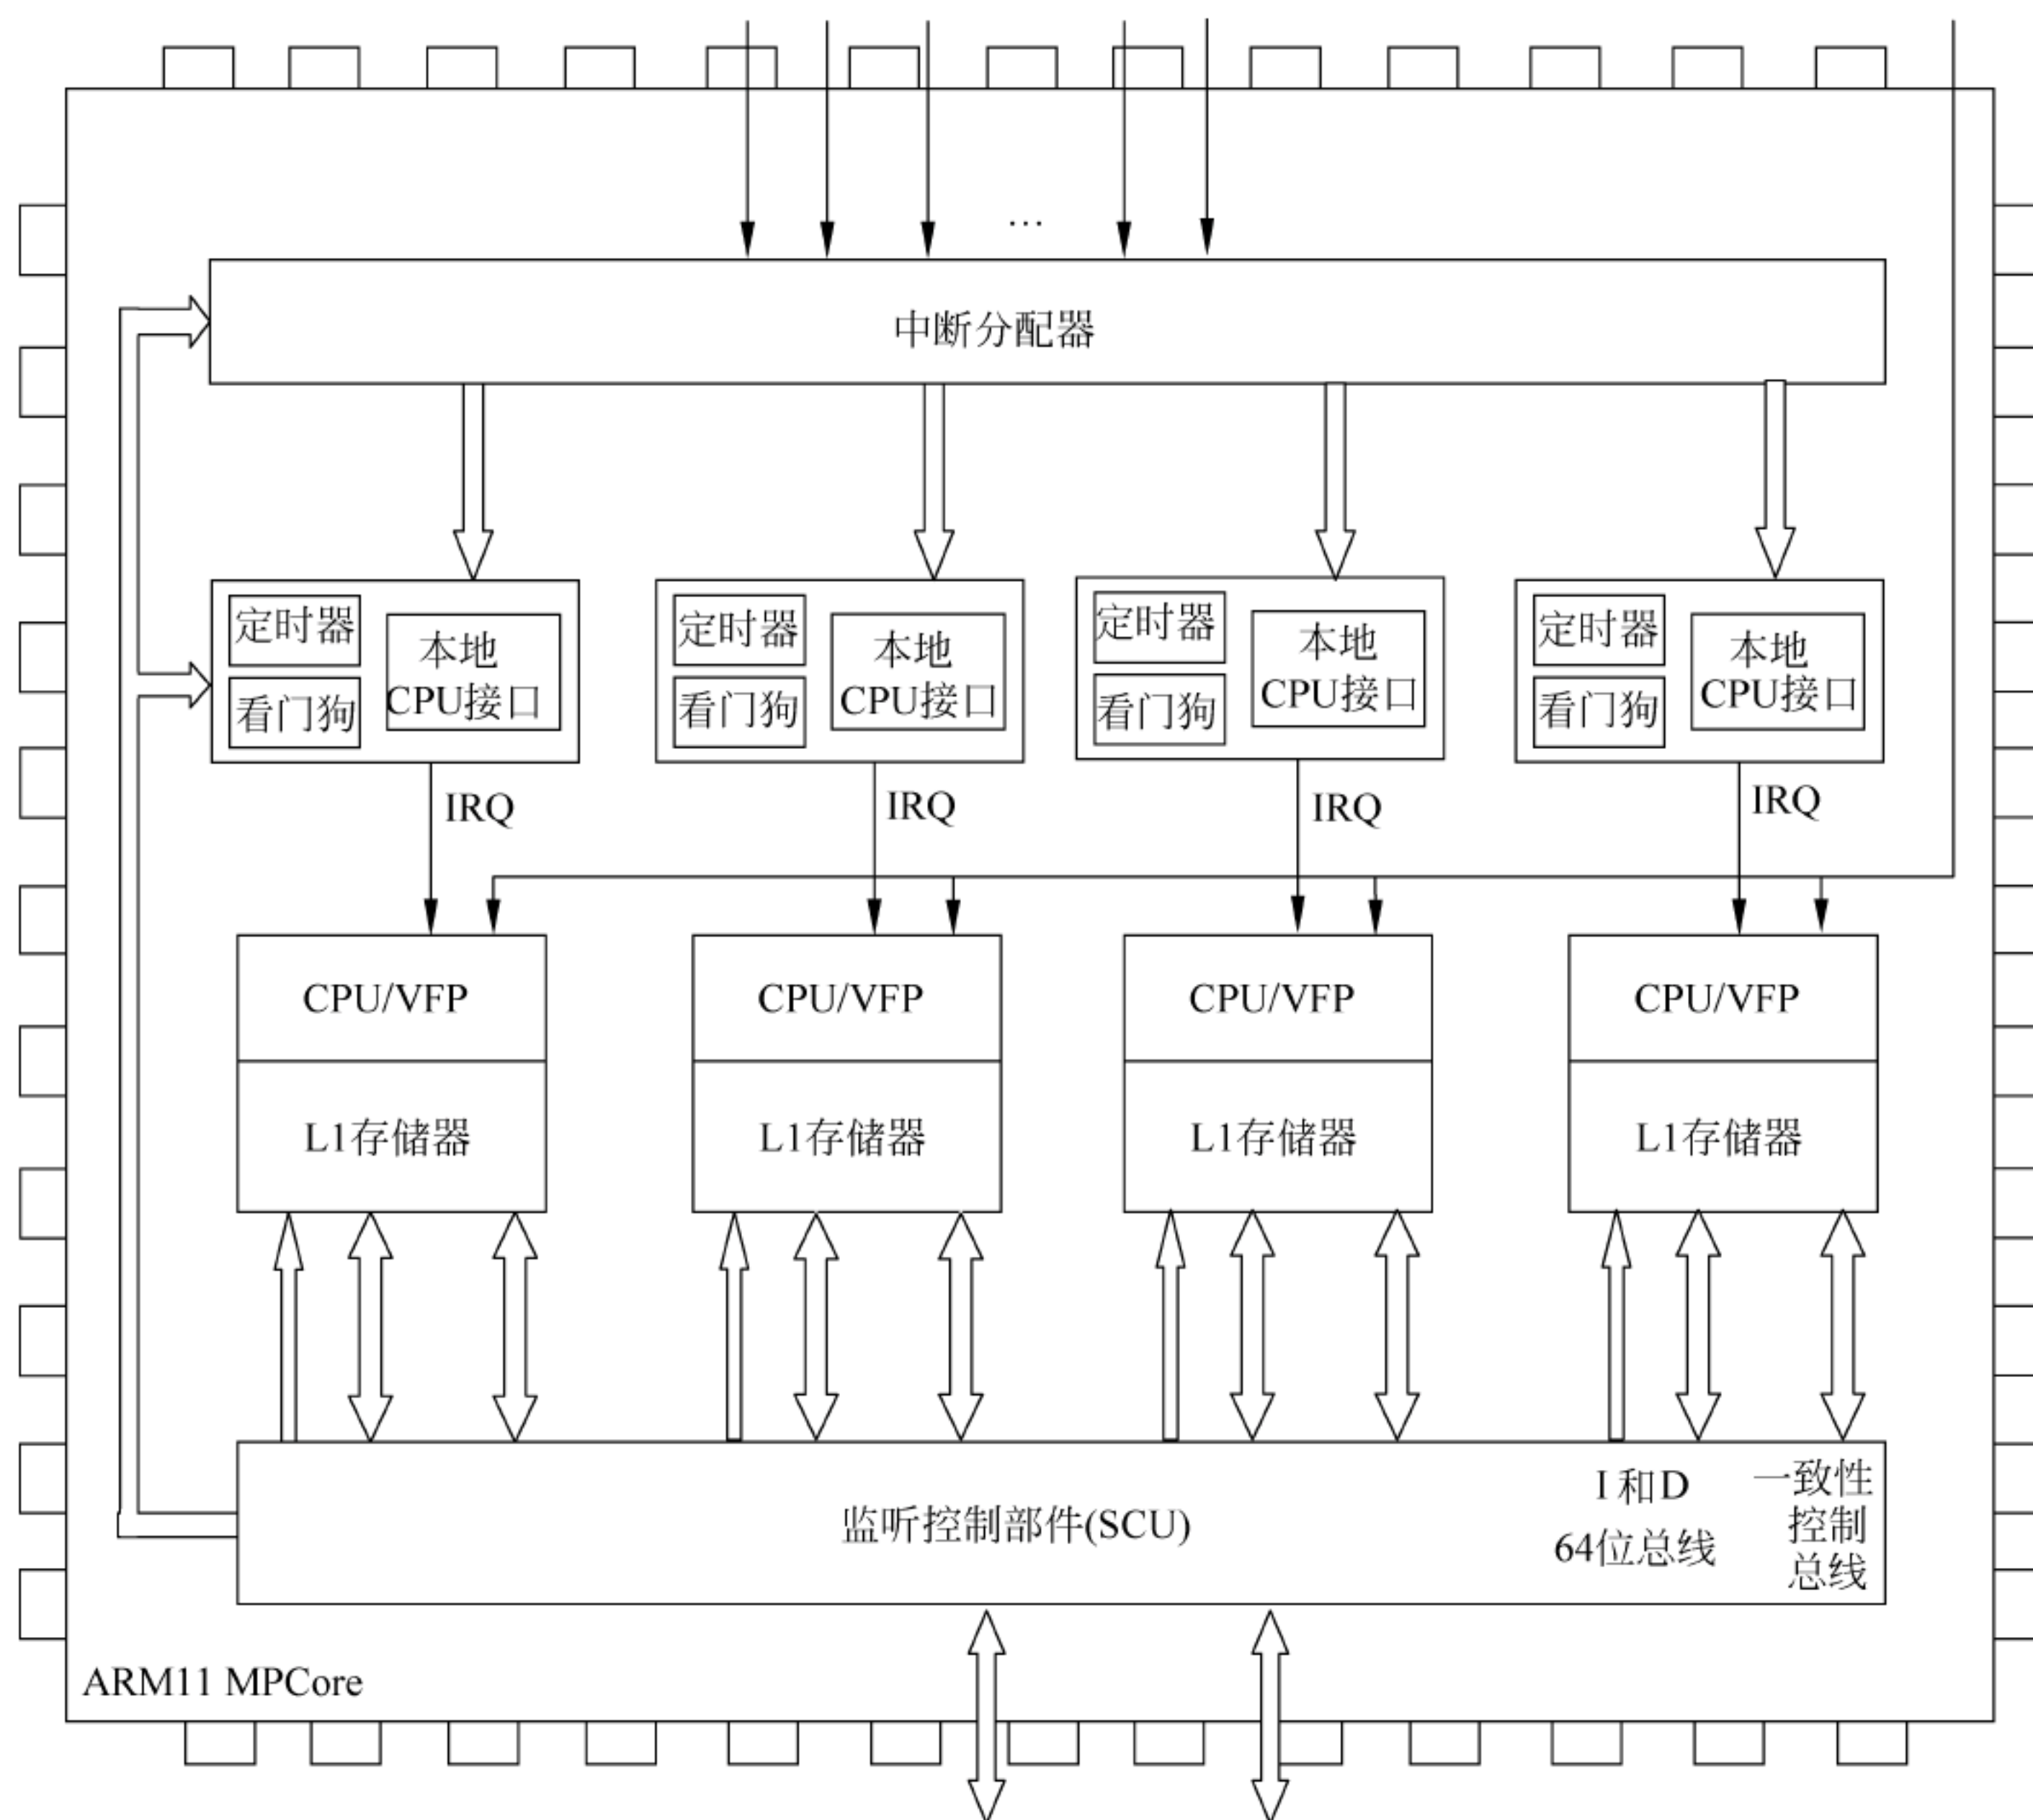 …
中断分配器
定时器
看门狗
本地
CPU接口
定时器
看门狗
本地
CPU接口
定时器
看门狗
本地
CPU接口
定时器
看门狗
本地
CPU接口
IRQ
IRQ
IRQ
IRQ
CPU/VFP
CPU/VFP
CPU/VFP
CPU/VFP
L1存储器
L1存储器
L1存储器
L1存储器
监听控制部件(SCU)
I 和D
64位总线
一致性
控制
总线
ARM11 MPCore